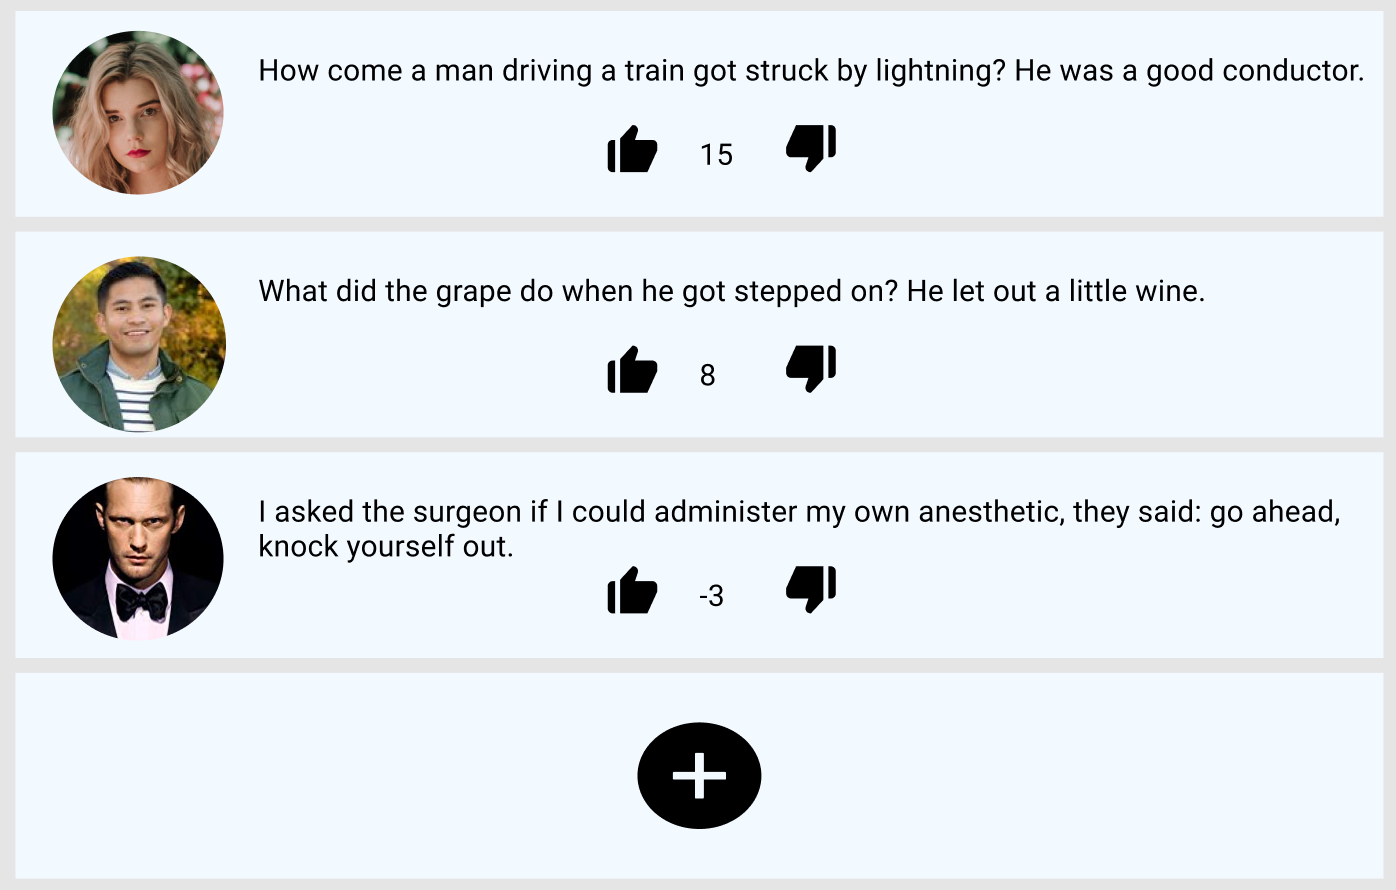 How come a man driving a train got struck by lightning? He was a good conductor.
15
What did the grape do when he got stepped on? He let out a little wine.
8
I asked the surgeon if I could administer my own anesthetic, they said: go ahead,
knock yourself out.
-3